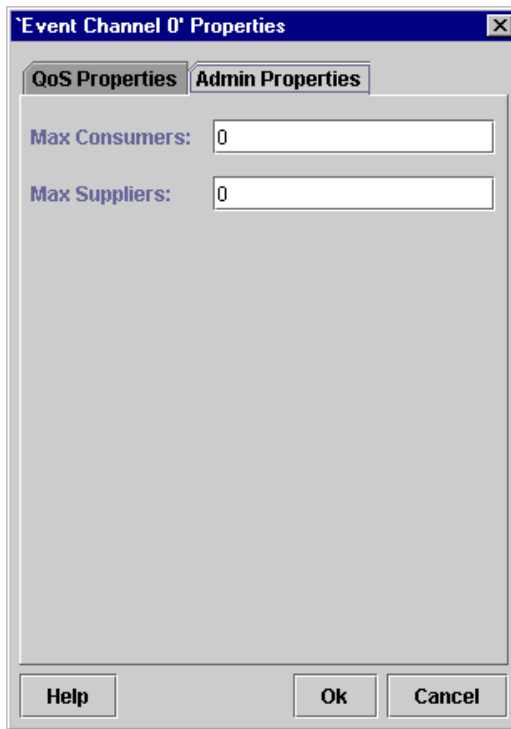 `Event Channel 0' Properties
QoS Properties Admin Properties
Max Consumers: 0
Max Suppliers: 0
Help Ok Cancel